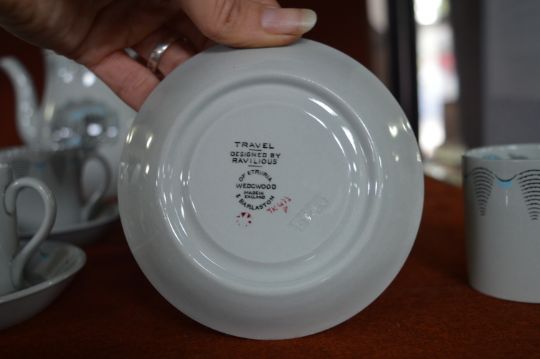 TRAVEL
DESIGNED BY
RAVILIOUS
OF ETRURIA
WEDGWOOD
MADE IN
ENGLAND
& BARLASTON